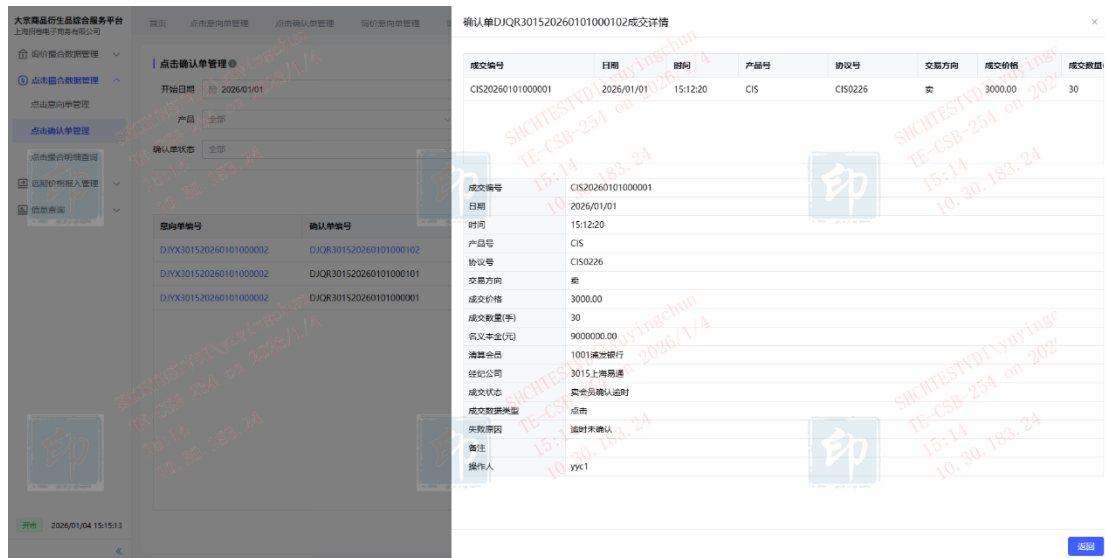 大宗商品衍生品综合服务平台
首页 点击意向单管理 点击确认单管理 询价意向单管理
询价撮合数据管理
点击撮合数据管理
点击意向单管理
点击确认单管理
点击撮合明细查询
远期价格报入管理
信息查询
开市 2026/01/04 15:15:13
点击确认单管理
开始日期 2026/01/01
产品 全部
确认单状态 全部
意向单编号 确认单编号
DJYX301520260101000002 DJQR301520260101000102
DJYX301520260101000002 DJQR301520260101000101
DJYX301520260101000002 DJQR301520260101000001
确认单DJQR301520260101000102成交详情
成交编号 日期 时间 产品号 协议号 交易方向 成交价格 成交数量
CIS20260101000001 2026/01/01 15:12:20 CIS CIS0226 卖 3000.00 30
成交编号 CIS20260101000001
日期 2026/01/01
时间 15:12:20
产品号 CIS
协议号 CIS0226
交易方向 卖
成交价格 3000.00
成交数量(手) 30
名义本金(元) 9000000.00
清算会员 1001浦发银行
经纪公司 3015上海易通
成交状态 卖会员确认逾时
成交数据类型 点击
失败原因 逾时未确认
备注
操作人 yyc1
返回